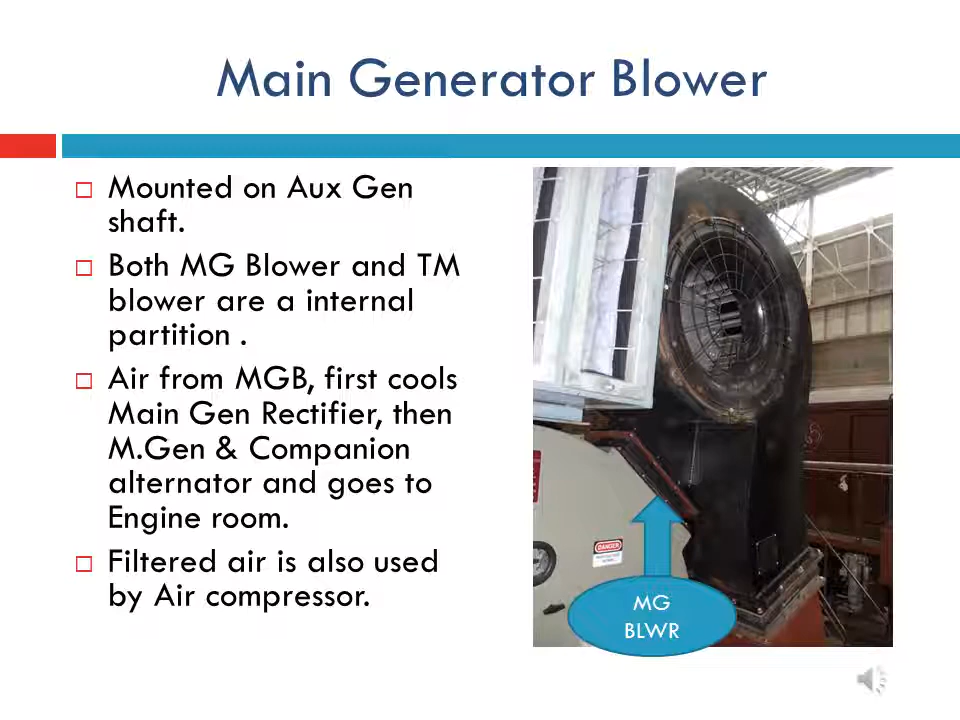 Main Generator Blower
Mounted on Aux Gen
shaft.
Both MG Blower and TM
blower are a internal
partition .
Air from MGB, first cools
Main Gen Rectifier, then
M.Gen & Companion
alternator and goes to
Engine room.
Filtered air is also used
by Air compressor.
DANGER
MG
BLWR